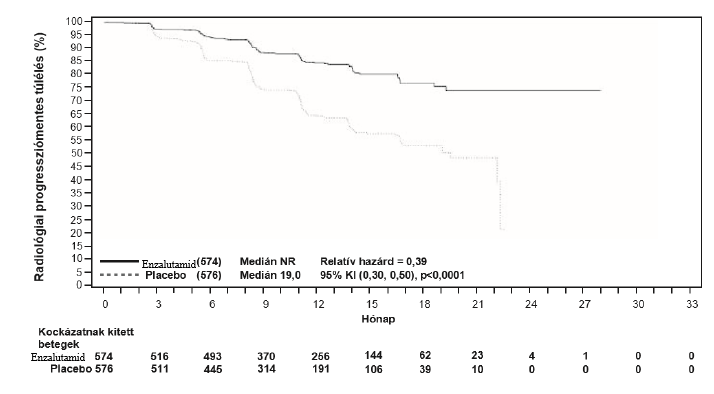 Radiológiai progressziómentes túlélés (%)
100
95
90
85
80
75
70
65
60
55
50
45
40
35
30
25
20
15
10
5
0
Enzalutamid (574) Medián NR Relatív hazárd = 0,39
Placebo (576) Medián 19,0 95% KI (0,30, 0,50), p<0,0001
0 3 6 9 12 15 18 21 24 27 30 33
Hónap
Kockázatnak kitett
betegek
Enzalutamid 574 516 493 370 256 144 62 23 4 1 0 0
Placebo 576 511 445 314 191 106 39 10 0 0 0 0